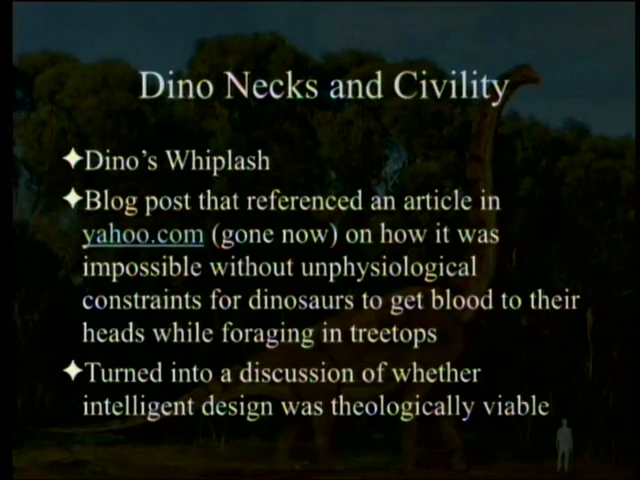 Dino Necks and Civility
Dino's Whiplash
Blog post that referenced an article in
yahoo.com (gone now) on how it was
impossible without unphysiological
constraints for dinosaurs to get blood to their
heads while foraging in treetops
Turned into a discussion of whether
intelligent design was theologically viable